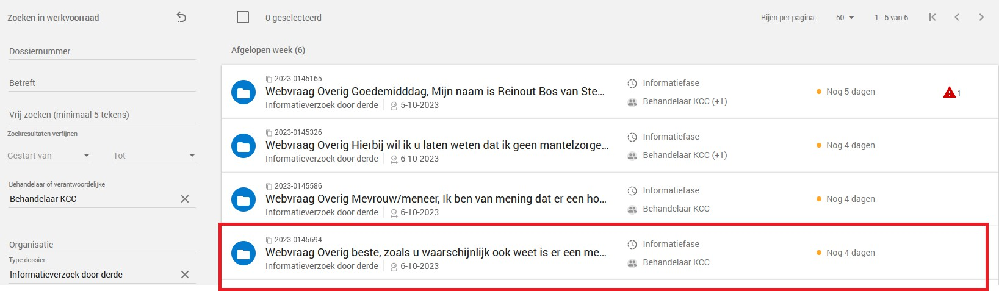 Zoeken in werkvoorraad
Dossiernummer
Betreft
Vrij zoeken (minimaal 5 tekens)
Zoekresultaten verfijnen
Gestart van
Tot
Behandelaar of verantwoordelijke
Behandelaar KCC
Organisatie
Type dossier
Informatieverzoek door derde
0 geselecteerd
Rijen per pagina: 50 1 - 6 van 6
Afgelopen week (6)
2023-0145165
Webvraag Overig Goedemidddag, Mijn naam is Reinout Bos van Ste...
Informatieverzoek door derde 5-10-2023
Informatiefase
Behandelaar KCC (+1)
Nog 5 dagen
1
2023-0145326
Webvraag Overig Hierbij wil ik u laten weten dat ik geen mantelzorge...
Informatieverzoek door derde 6-10-2023
Informatiefase
Behandelaar KCC (+1)
Nog 4 dagen
2023-0145586
Webvraag Overig Mevrouw/meneer, Ik ben van mening dat er een ho...
Informatieverzoek door derde 6-10-2023
Informatiefase
Behandelaar KCC
Nog 4 dagen
2023-0145694
Webvraag Overig beste, zoals u waarschijnlijk ook weet is er een me...
Informatieverzoek door derde 6-10-2023
Informatiefase
Behandelaar KCC
Nog 4 dagen